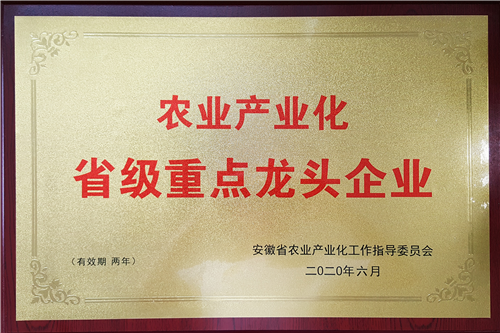 农业产业化
省级重点龙头企业
安徽省农业产业化工作指导委员会
（有效期 两年）
二〇二〇年六月